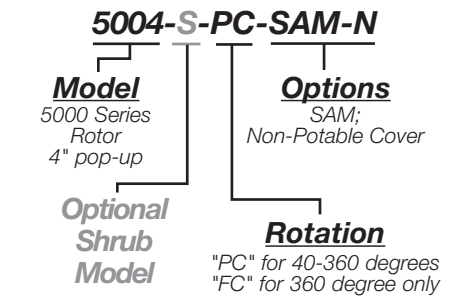 5004-S-PC-SAM-N
Model
5000 Series
Rotor
4" pop-up
Options
SAM;
Non-Potable Cover
Optional
Shrub
Model
Rotation
"PC" for 40-360 degrees
"FC" for 360 degree only